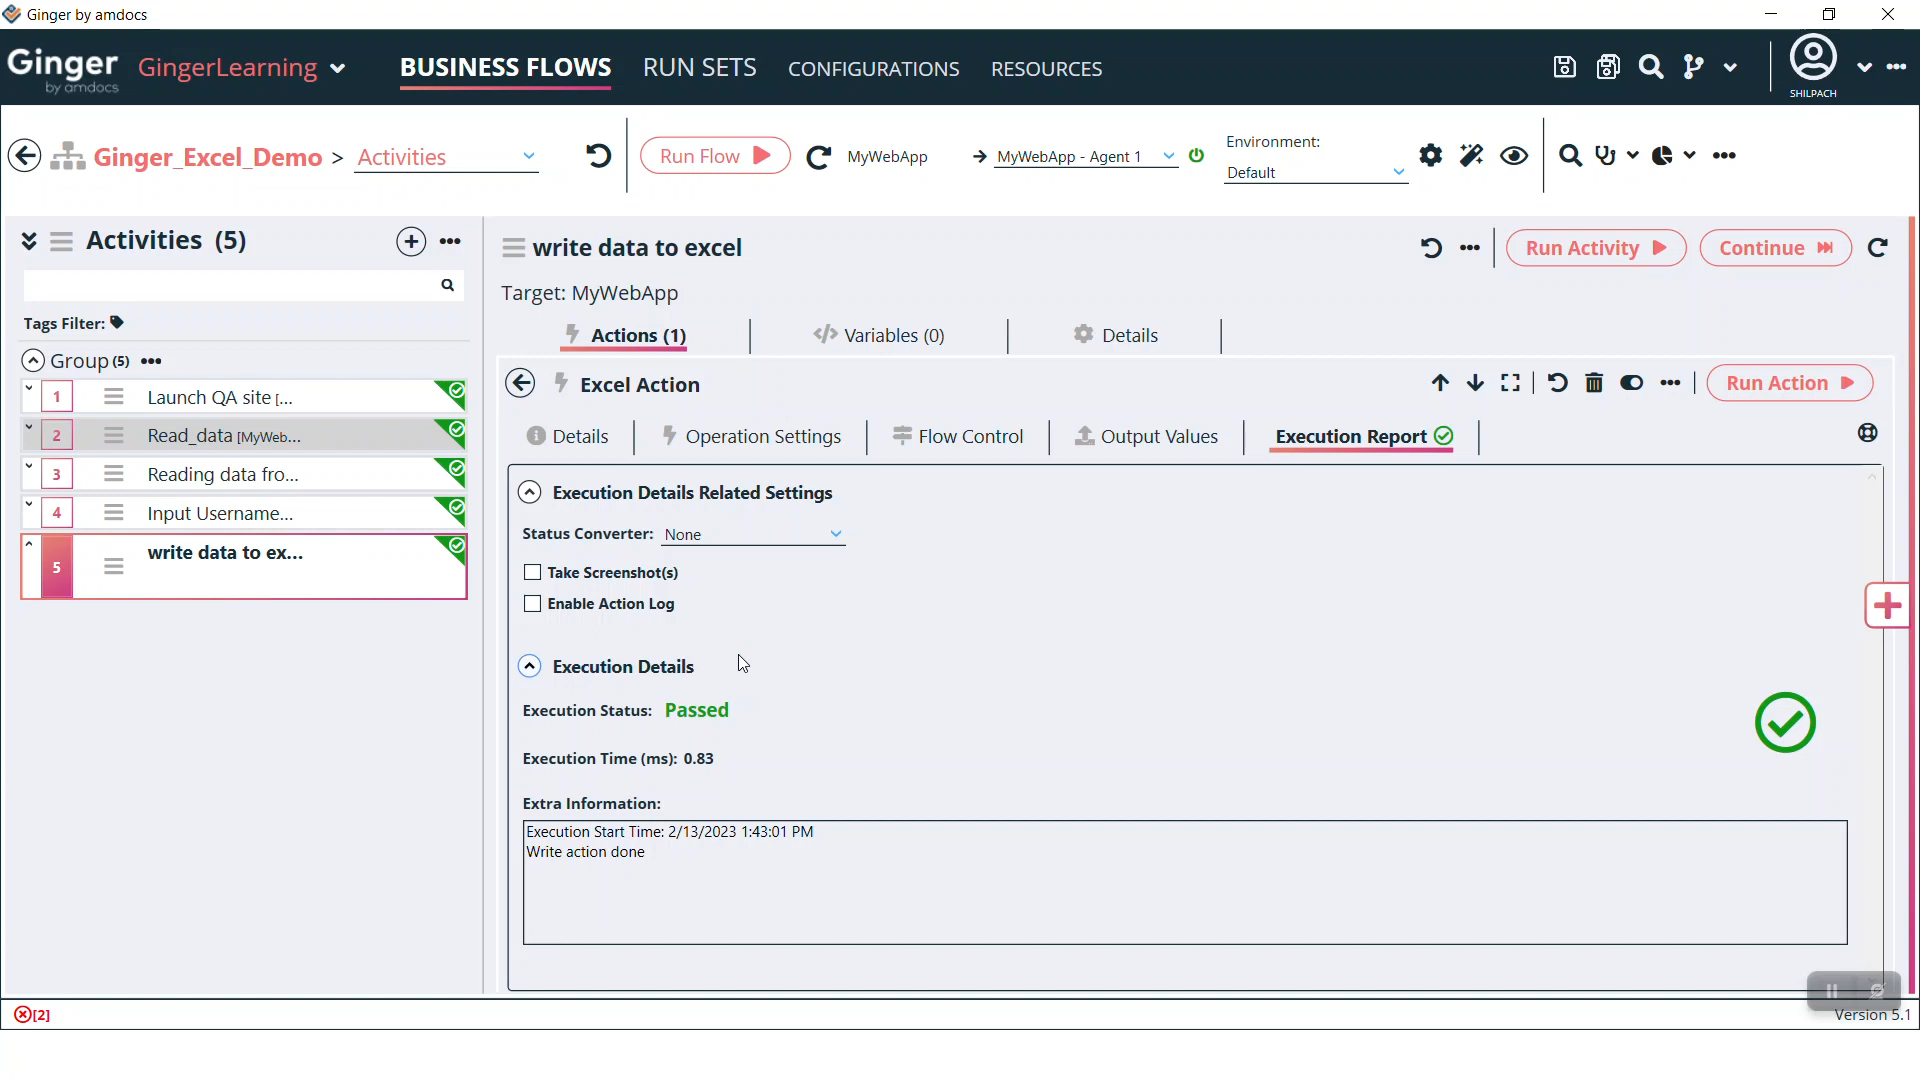 Ginger by amdocs
Ginger by amdocs GingerLearning BUSINESS FLOWS RUN SETS CONFIGURATIONS RESOURCES SHILPACH
Ginger_Excel_Demo > Activities Run Flow MyWebApp MyWebApp - Agent 1 Environment: Default
Activities (5)
Tags Filter:
Group (5)
1 Launch QA site [...
2 Read_data [MyWeb...
3 Reading data fro...
4 Input Username...
5 write data to ex...
write data to excel Run Activity Continue
Target: MyWebApp
Actions (1) Variables (0) Details
Excel Action Run Action
Details Operation Settings Flow Control Output Values Execution Report
Execution Details Related Settings
Status Converter: None
Take Screenshot(s)
Enable Action Log
Execution Details
Execution Status: Passed
Execution Time (ms): 0.83
Extra Information:
Execution Start Time: 2/13/2023 1:43:01 PM
Write action done
[2] Version 5.1